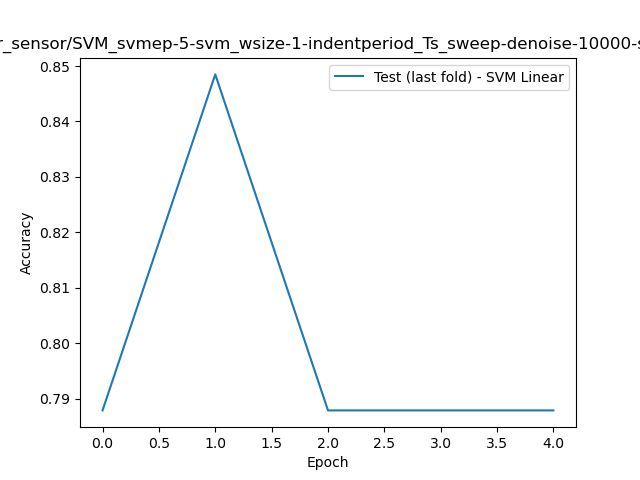 r_sensor/SVM_svmep-5-svm_wsize-1-indentperiod_Ts_sweep-denoise-10000-s
Test (last fold) - SVM Linear
0.85
0.84
0.83
0.82
0.81
0.80
0.79
Accuracy
0.0 0.5 1.0 1.5 2.0 2.5 3.0 3.5 4.0
Epoch